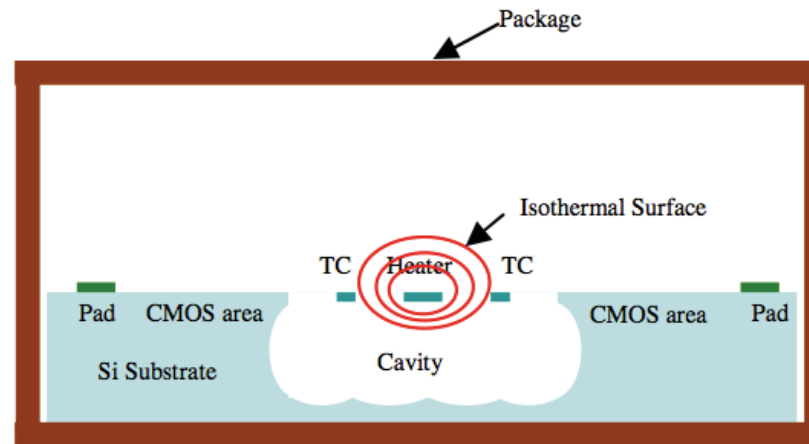 Package
Isothermal Surface
TC
Heater
TC
Pad
CMOS area
CMOS area
Pad
Si Substrate
Cavity